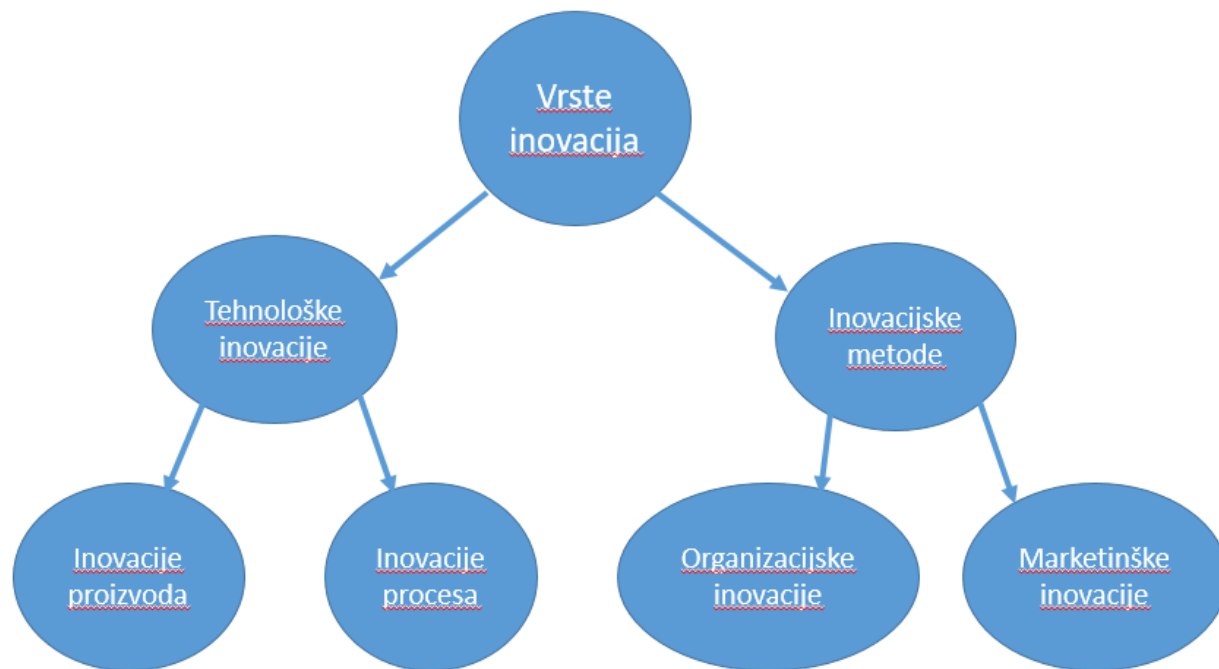 Vrste
inovacija
Tehnološke
inovacije
Inovacijske
metode
Inovacije
proizvoda
Inovacije
procesa
Organizacijske
inovacije
Marketinške
inovacije